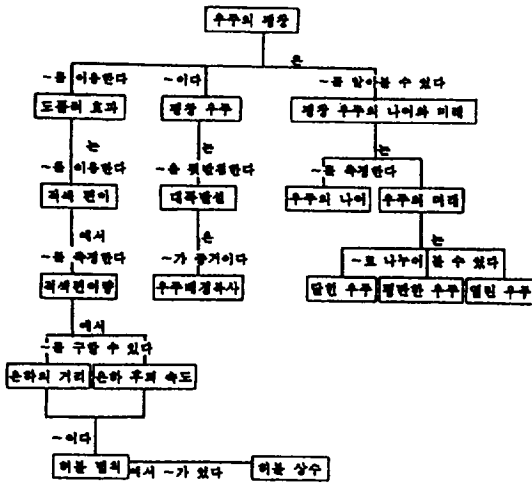 우주의 팽창
은
~를 이용한다 ~이다 ~를 알아볼 수 있다
도플러 효과 팽창 우주 팽창 우주의 나이와 미래
는 는 는
~를 이용한다 ~을 뒷받침한다 ~를 측정한다
적색 편이 대폭발설 우주의 나이 우주의 미래
에서 은 는
~를 측정한다 ~가 증거이다 ~로 나누어 볼 수 있다
적색편이량 우주배경복사 닫힌 우주 평탄한 우주 열린 우주
에서
~를 구할 수 있다
은하의 거리 은하 후퇴 속도
~이다
허블 법칙 에서 ~가 있다 허블 상수